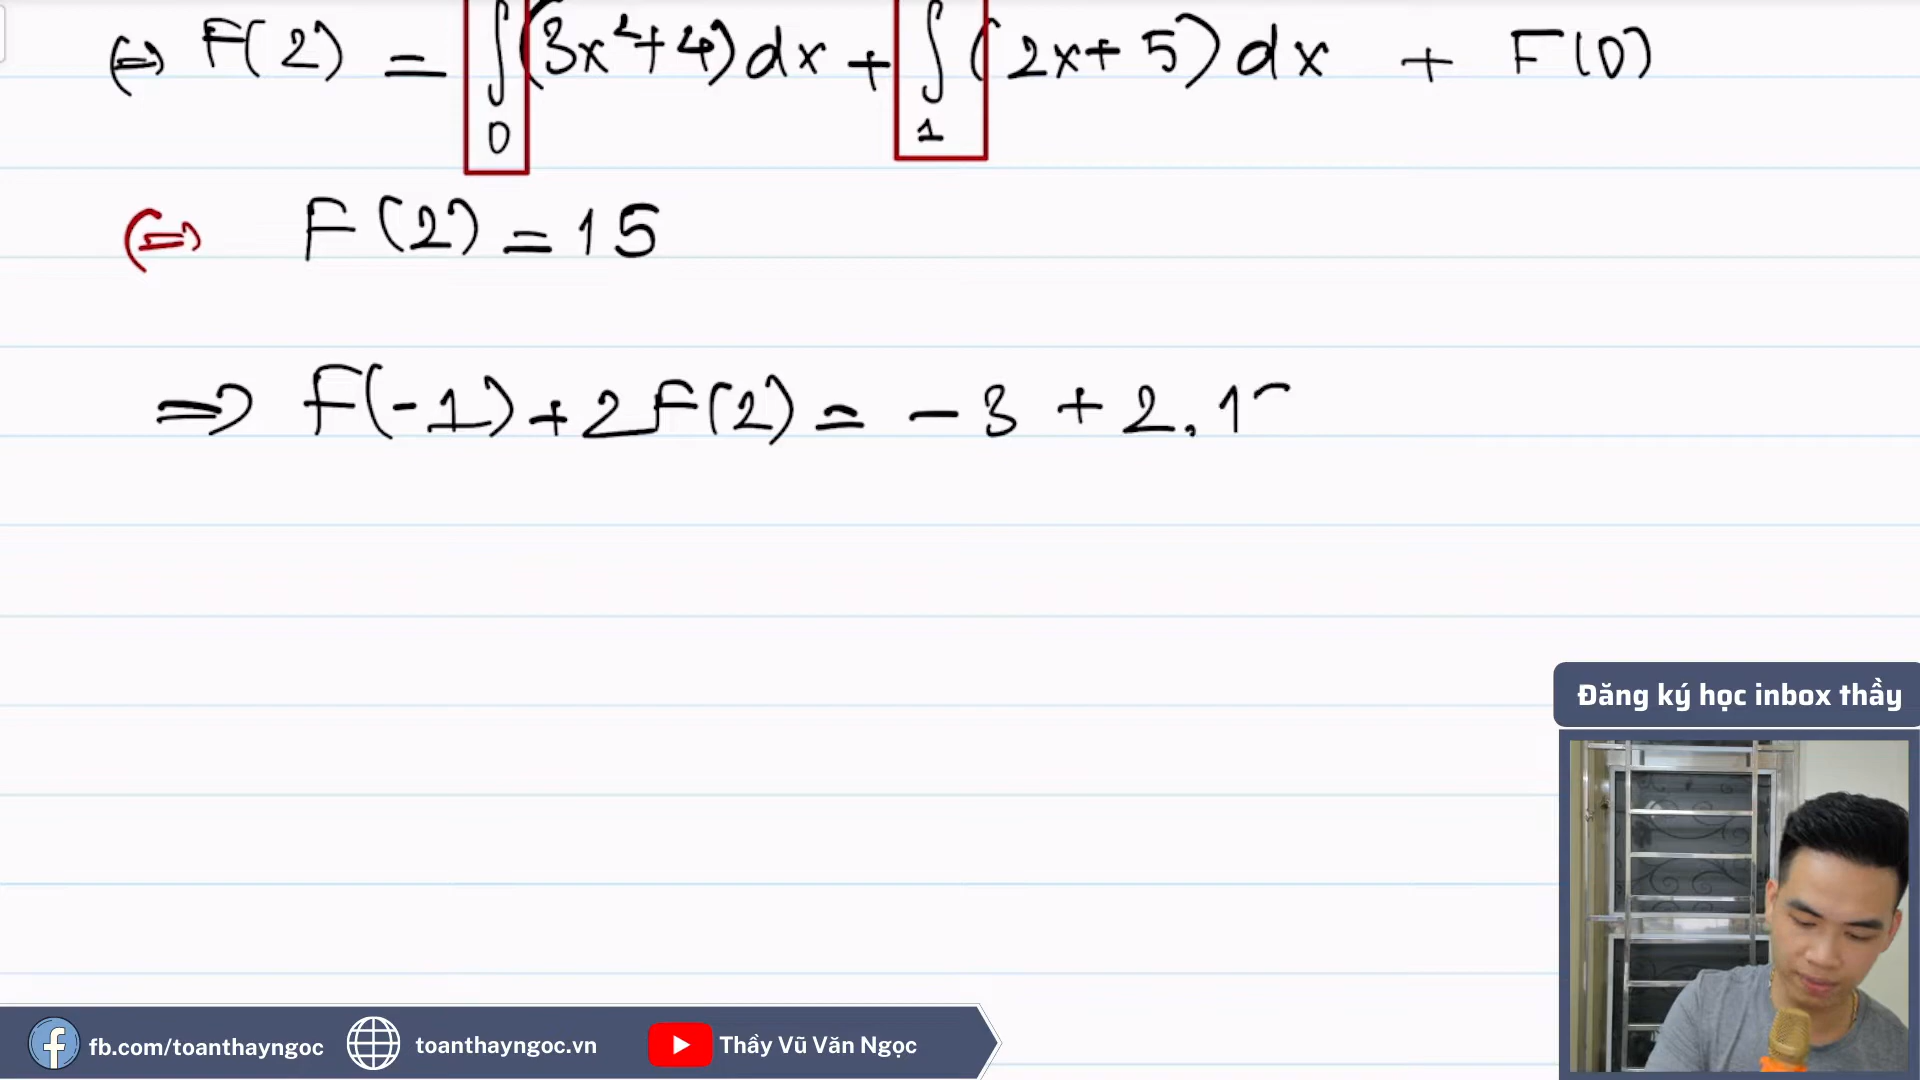 ⇔ F(2) = ∫0 (3x²+4)dx + ∫1 (2x+5)dx + F(0)
⇔ F(2) = 15
⇒ F(-1)+2F(2) = -3 + 2.1
Đăng ký học inbox thầy
fb.com/toanthayngoc toanthayngoc.vn Thầy Vũ Văn Ngọc